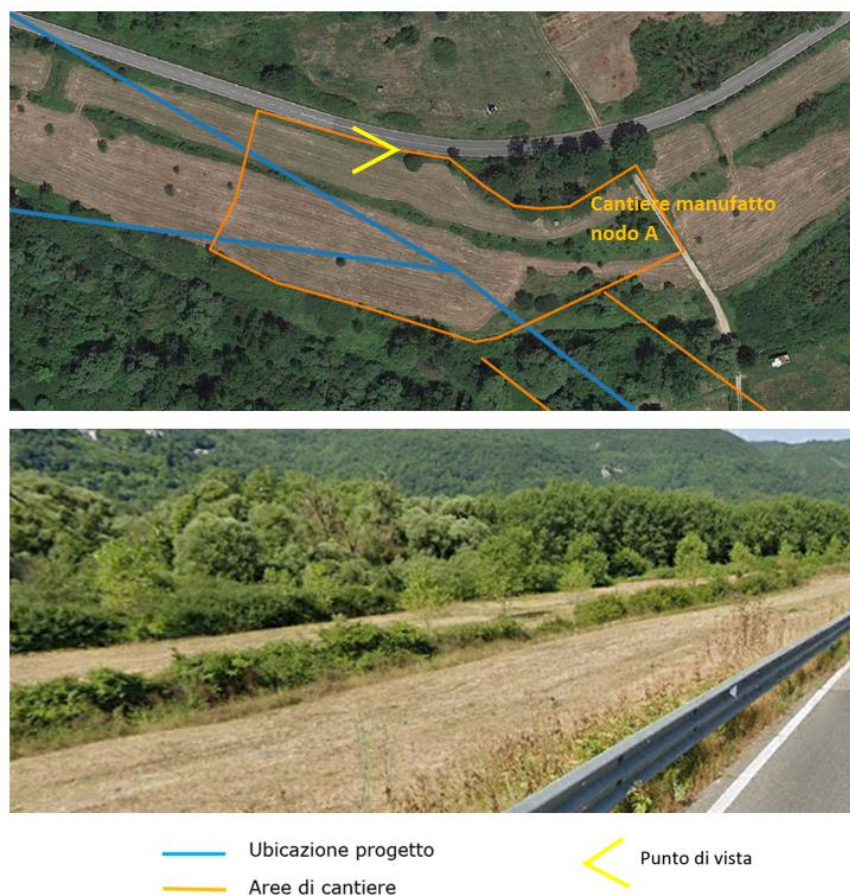 Cantiere manufatto
nodo A
Ubicazione progetto
Punto di vista
Aree di cantiere